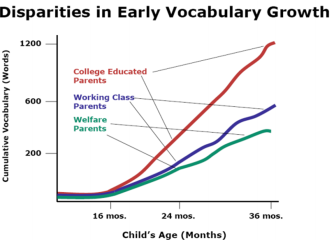 Disparities in Early Vocabulary Growth
Cumulative Vocabulary (Words)
1200
600
200
College Educated
Parents
Working Class
Parents
Welfare
Parents
16 mos.
24 mos.
36 mos.
Child's Age (Months)